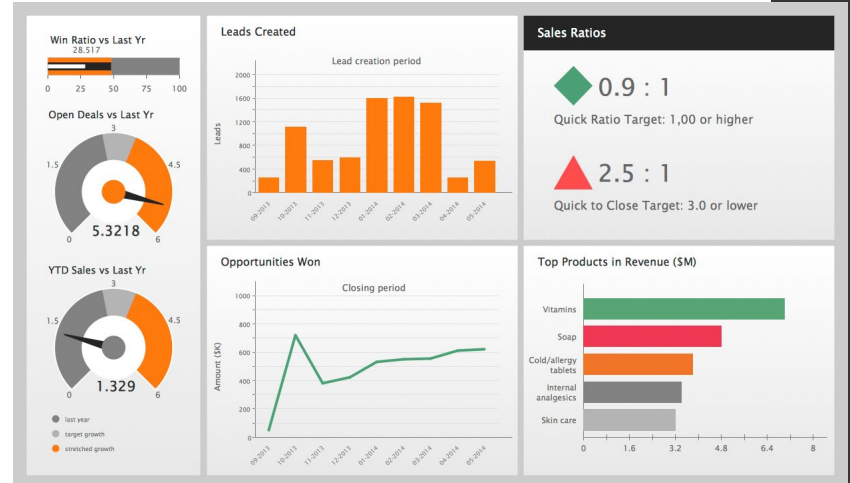 Win Ratio vs Last Yr
28.517
0 25 50 75 100
Open Deals vs Last Yr
3
1.5 4.5
0 6
5.3218
YTD Sales vs Last Yr
3
1.5 4.5
0 6
1.329
last year
target growth
stretched growth
Leads Created
Lead creation period
Leads
2000
1600
1200
800
400
0
09-2013 10-2013 11-2013 12-2013 01-2014 02-2014 03-2014 04-2014 05-2014
Sales Ratios
0.9 : 1
Quick Ratio Target: 1,00 or higher
2.5 : 1
Quick to Close Target: 3.0 or lower
Opportunities Won
Closing period
Amount ($K)
1000
800
600
400
200
0
09-2013 10-2013 11-2013 12-2013 01-2014 02-2014 03-2014 04-2014 05-2014
Top Products in Revenue ($M)
Vitamins
Soap
Cold/allergy
tablets
Internal
analgesics
Skin care
0 1.6 3.2 4.8 6.4 8